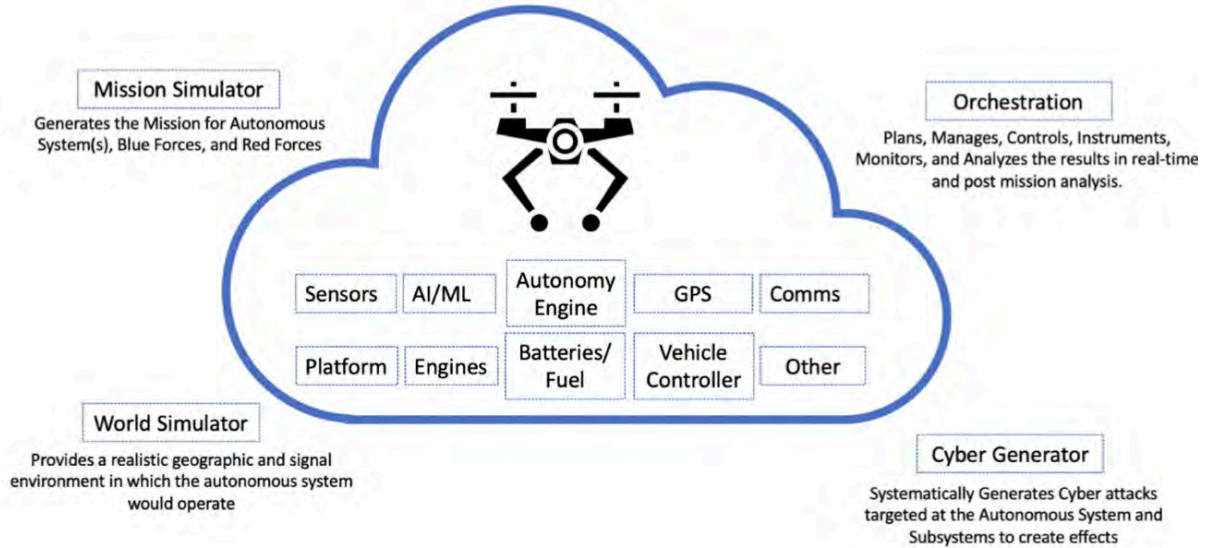 Mission Simulator
Generates the Mission for Autonomous
System(s), Blue Forces, and Red Forces
Orchestration
Plans, Manages, Controls, Instruments,
Monitors, and Analyzes the results in real-time
and post mission analysis.
Sensors
AI/ML
Autonomy
Engine
GPS
Comms
Platform
Engines
Batteries/
Fuel
Vehicle
Controller
Other
World Simulator
Provides a realistic geographic and signal
environment in which the autonomous system
would operate
Cyber Generator
Systematically Generates Cyber attacks
targeted at the Autonomous System and
Subsystems to create effects